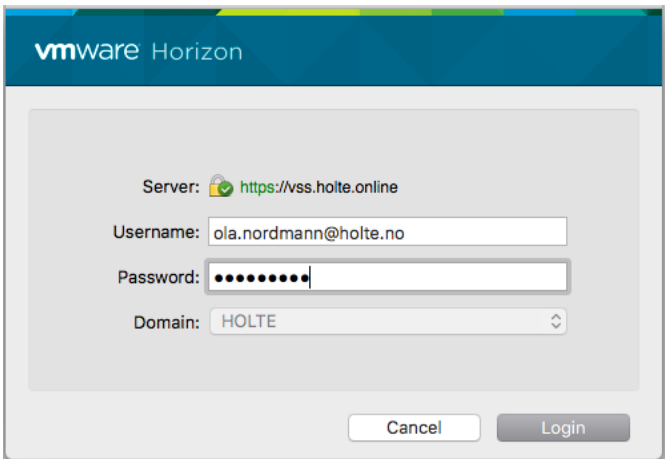 vmware Horizon
Server: https://vss.holte.online
Username: ola.nordmann@holte.no
Password: •••••••••
Domain: HOLTE
Cancel Login